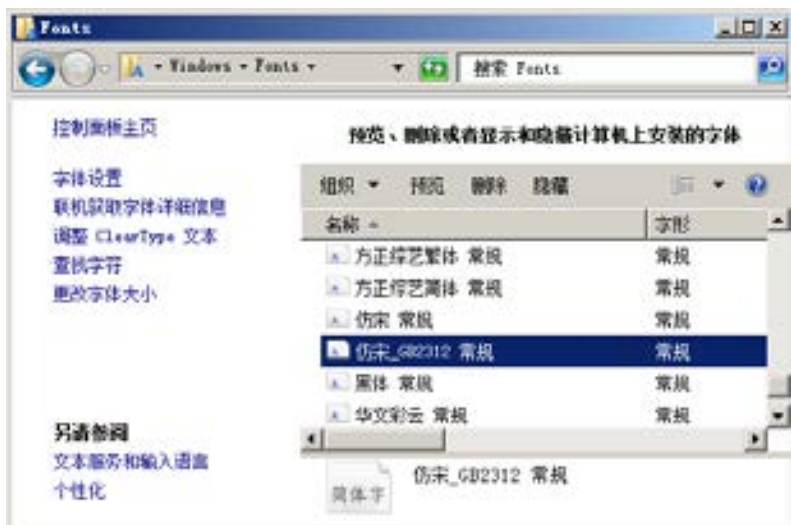 Fonts
Windows - Fonts
搜索 Fonts
控制面板主页
字体设置
联机获取字体详细信息
调整 ClearType 文本
查找字符
更改字体大小
另请参阅
文本服务和输入语言
个性化
预览、删除或者显示和隐藏计算机上安装的字体
组织 预览 删除 隐藏
名称 字形
方正综艺繁体 常规 常规
方正综艺简体 常规 常规
仿宋 常规 常规
仿宋_GB2312 常规 常规
黑体 常规 常规
华文彩云 常规 常规
简体字
仿宋_GB2312 常规